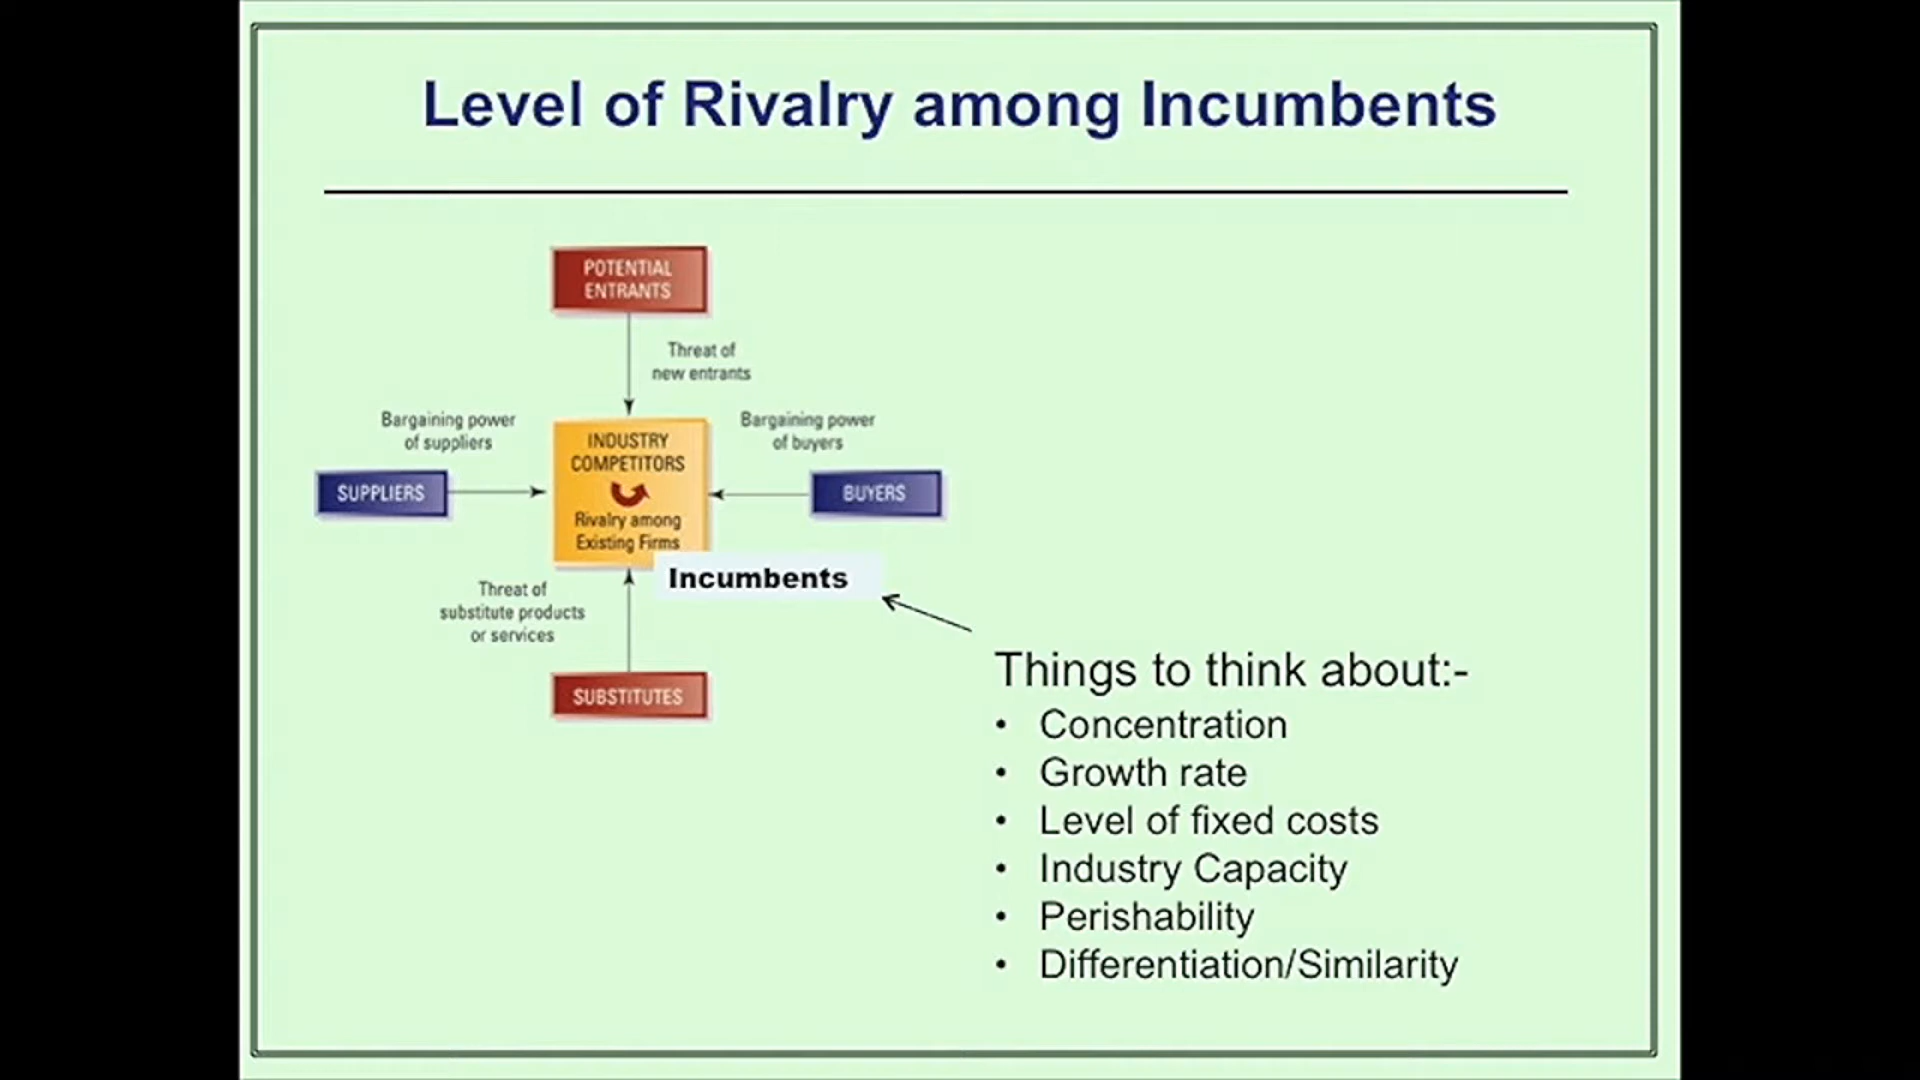 Level of Rivalry among Incumbents
POTENTIAL
ENTRANTS
Threat of
new entrants
Bargaining power
of suppliers
Bargaining power
of buyers
SUPPLIERS
INDUSTRY
COMPETITORS
Rivalry among
Existing Firms
BUYERS
Incumbents
Threat of
substitute products
or services
SUBSTITUTES
Things to think about:-
• Concentration
• Growth rate
• Level of fixed costs
• Industry Capacity
• Perishability
• Differentiation/Similarity